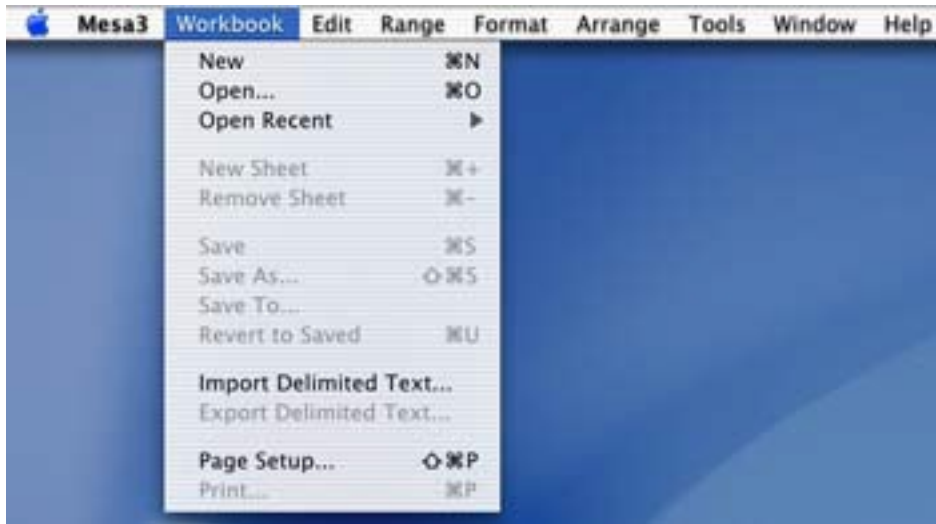 Mesa3 Workbook Edit Range Format Arrange Tools Window Help
New ⌘N
Open... ⌘O
Open Recent ▶
New Sheet ⌘+
Remove Sheet ⌘-
Save ⌘S
Save As... ⇧⌘S
Save To...
Revert to Saved ⌘U
Import Delimited Text...
Export Delimited Text...
Page Setup... ⇧⌘P
Print... ⌘P